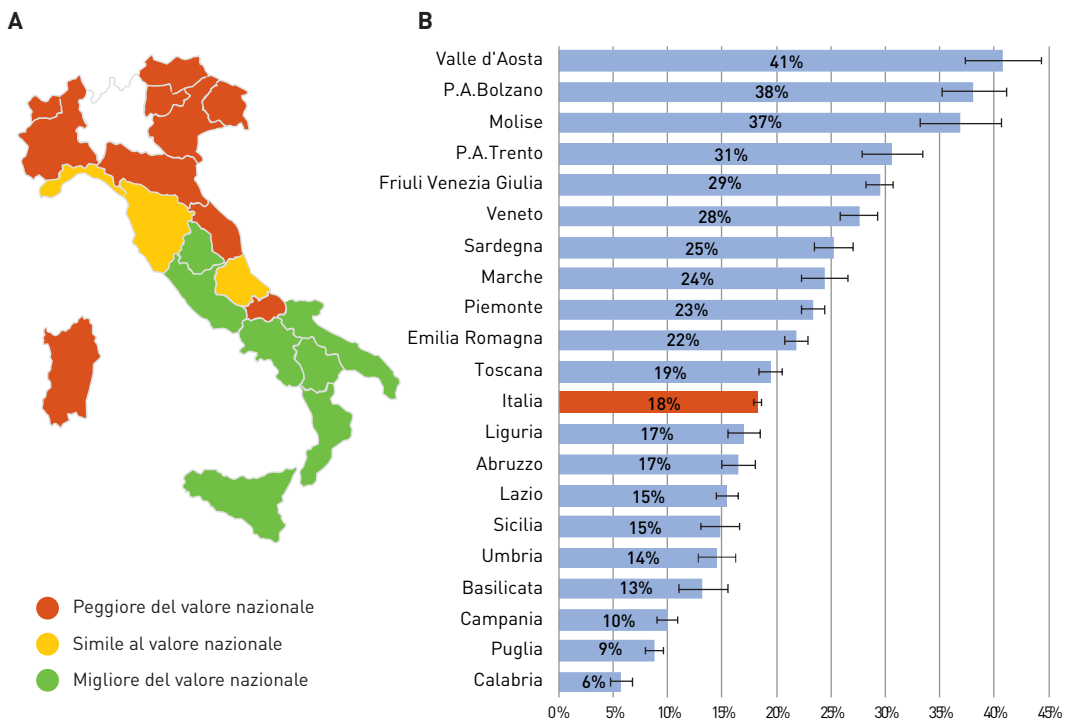 A
Peggiore del valore nazionale
Simile al valore nazionale
Migliore del valore nazionale
B
Valle d'Aosta 41%
P.A.Bolzano 38%
Molise 37%
P.A.Trento 31%
Friuli Venezia Giulia 29%
Veneto 28%
Sardegna 25%
Marche 24%
Piemonte 23%
Emilia Romagna 22%
Toscana 19%
Italia 18%
Liguria 17%
Abruzzo 17%
Lazio 15%
Sicilia 15%
Umbria 14%
Basilicata 13%
Campania 10%
Puglia 9%
Calabria 6%
0% 5% 10% 15% 20% 25% 30% 35% 40% 45%